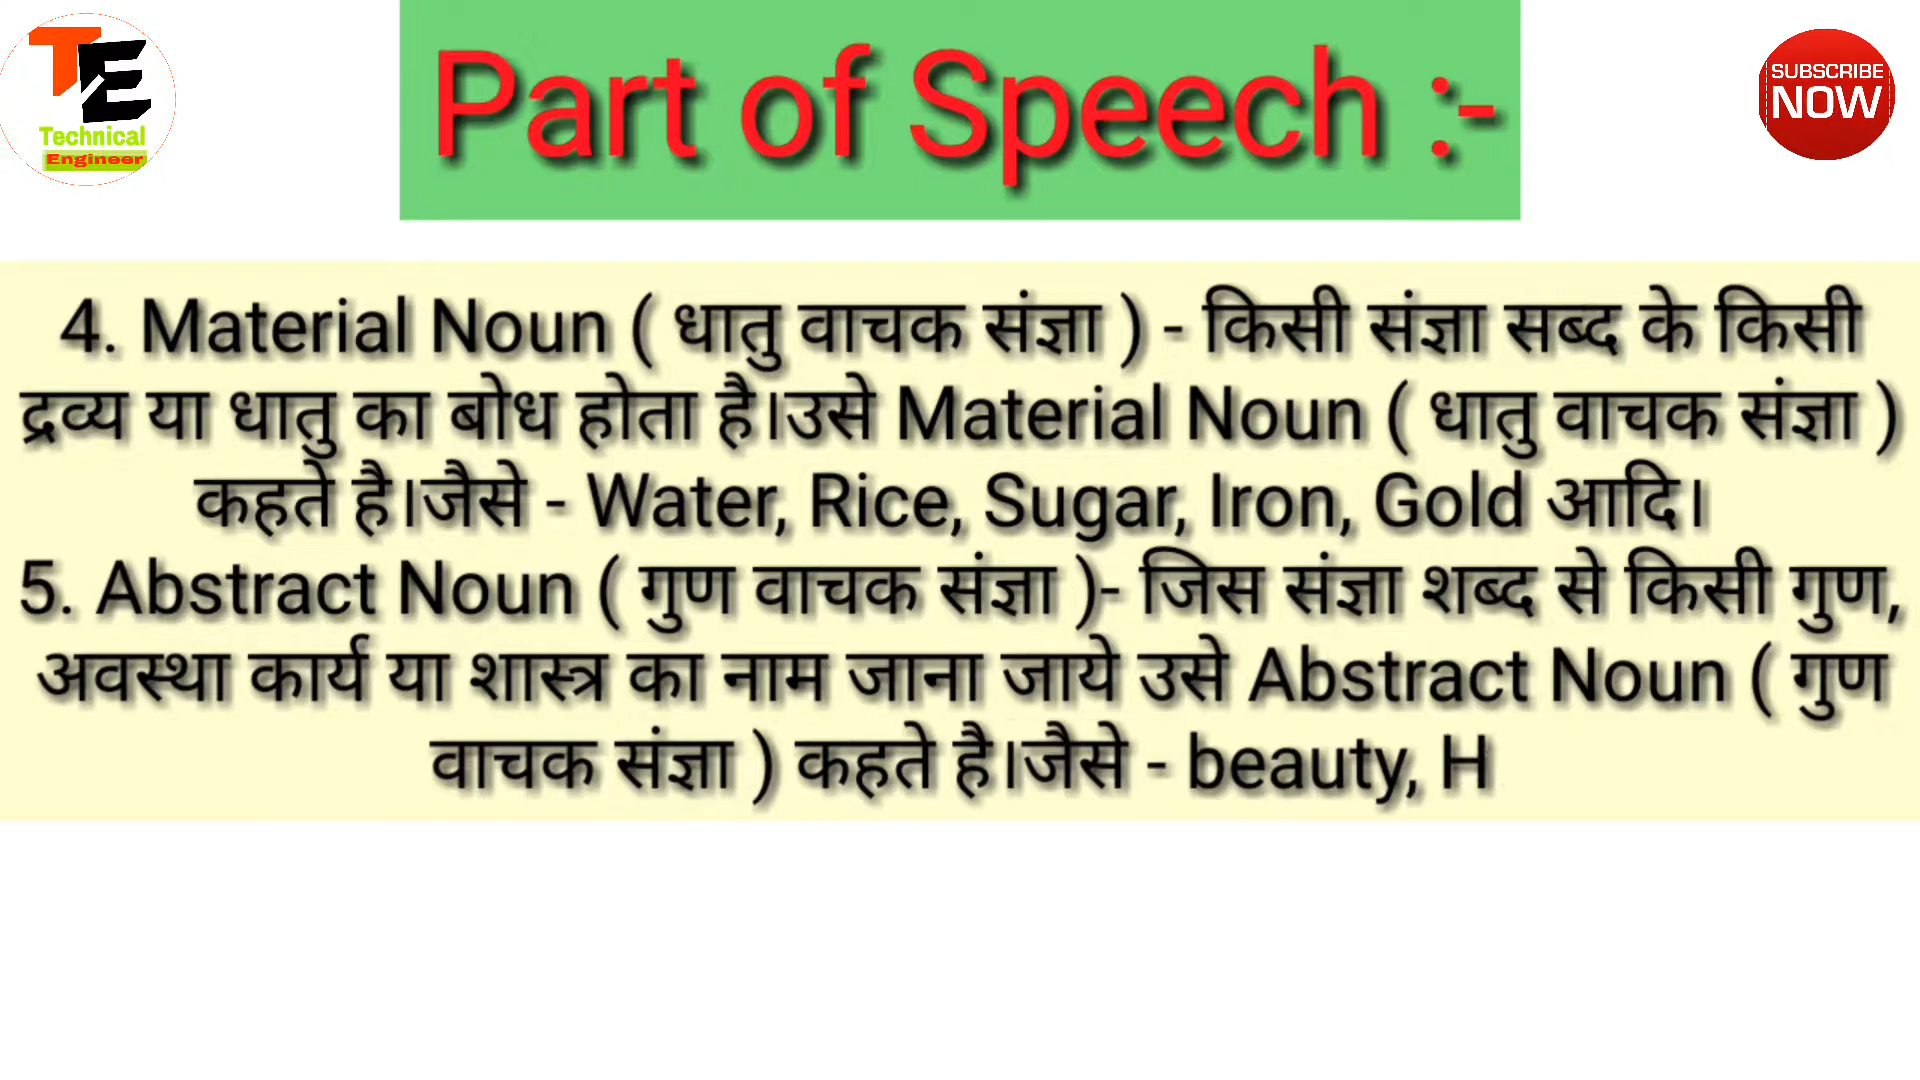 TE
Technical
Engineer
Part of Speech :-
SUBSCRIBE
NOW
4. Material Noun ( धातु वाचक संज्ञा ) - किसी संज्ञा सब्द के किसी
द्रव्य या धातु का बोध होता है।उसे Material Noun ( धातु वाचक संज्ञा )
कहते है।जैसे - Water, Rice, Sugar, Iron, Gold आदि।
5. Abstract Noun ( गुण वाचक संज्ञा )- जिस संज्ञा शब्द से किसी गुण,
अवस्था कार्य या शास्त्र का नाम जाना जाये उसे Abstract Noun ( गुण
वाचक संज्ञा ) कहते है।जैसे - beauty, H